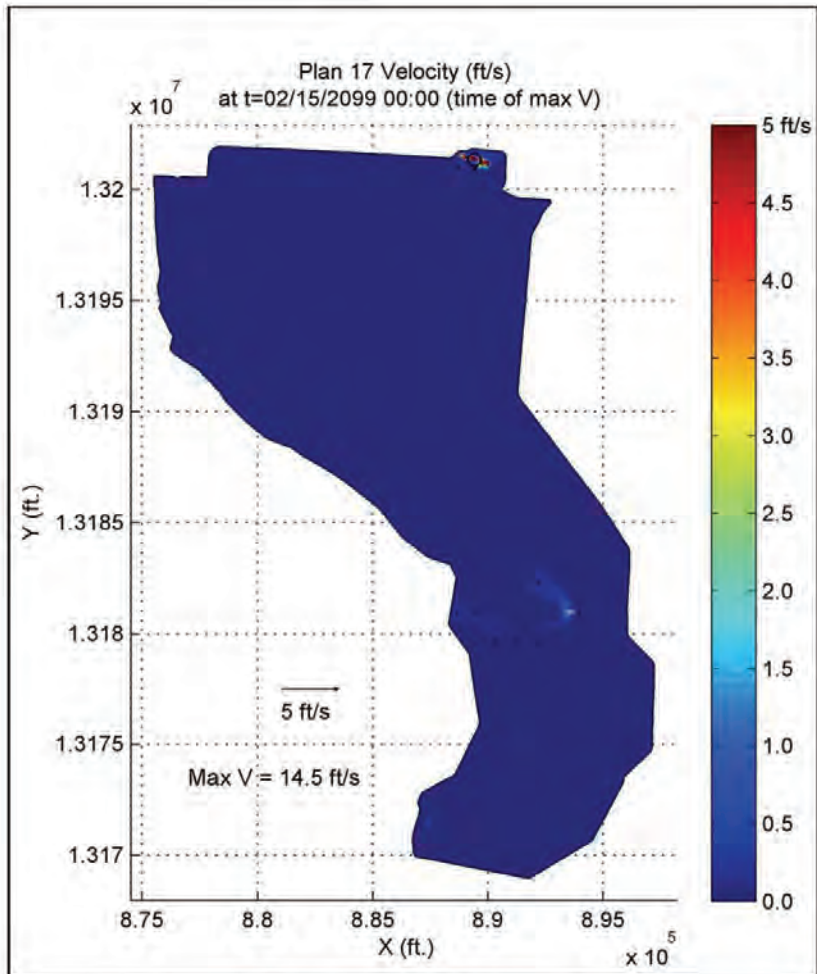 Plan 17 Velocity (ft/s)
x 10^7
at t=02/15/2099 00:00 (time of max V)
5 ft/s
4.5
4.0
3.5
3.0
2.5
2.0
1.5
1.0
0.5
0.0
1.32
1.3195
1.319
1.3185
1.318
1.3175
1.317
Y (ft.)
5 ft/s
Max V = 14.5 ft/s
8.75
8.8
8.85
8.9
8.95
X (ft.)
x 10^5